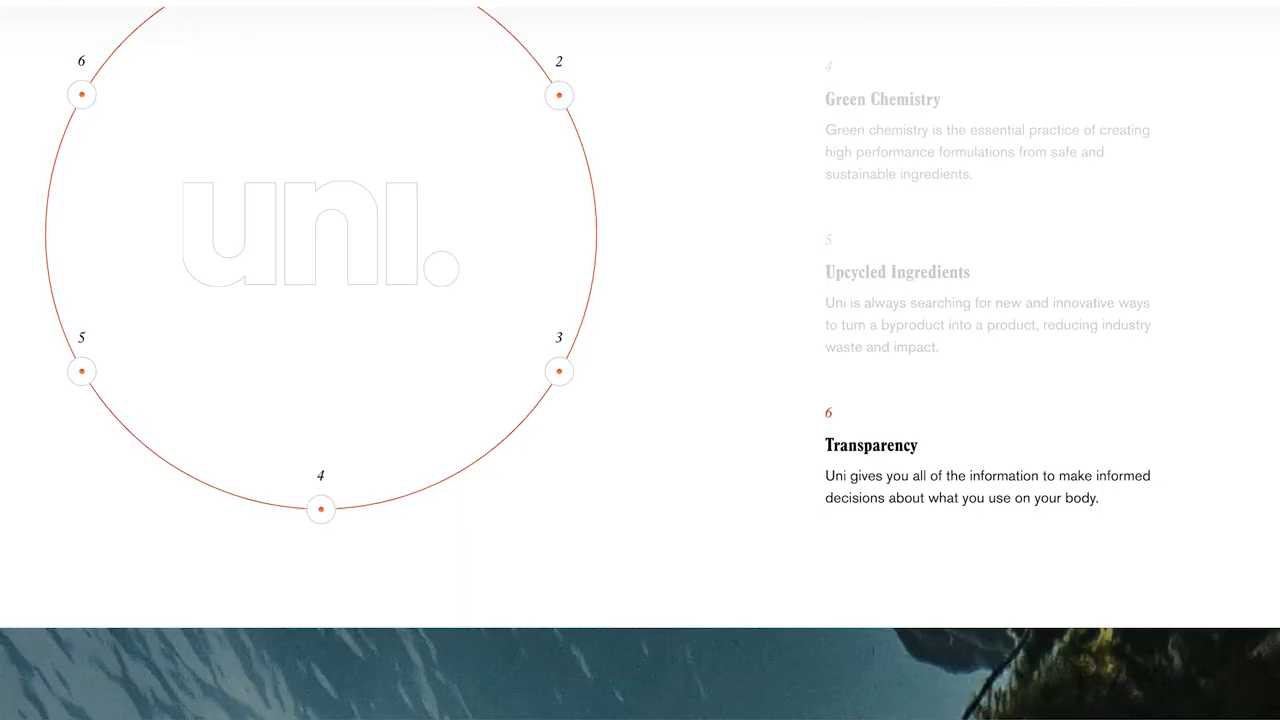 6
2
uni.
5
3
4
4
Green Chemistry
Green chemistry is the essential practice of creating
high performance formulations from safe and
sustainable ingredients.
5
Upcycled Ingredients
Uni is always searching for new and innovative ways
to turn a byproduct into a product, reducing industry
waste and impact.
6
Transparency
Uni gives you all of the information to make informed
decisions about what you use on your body.